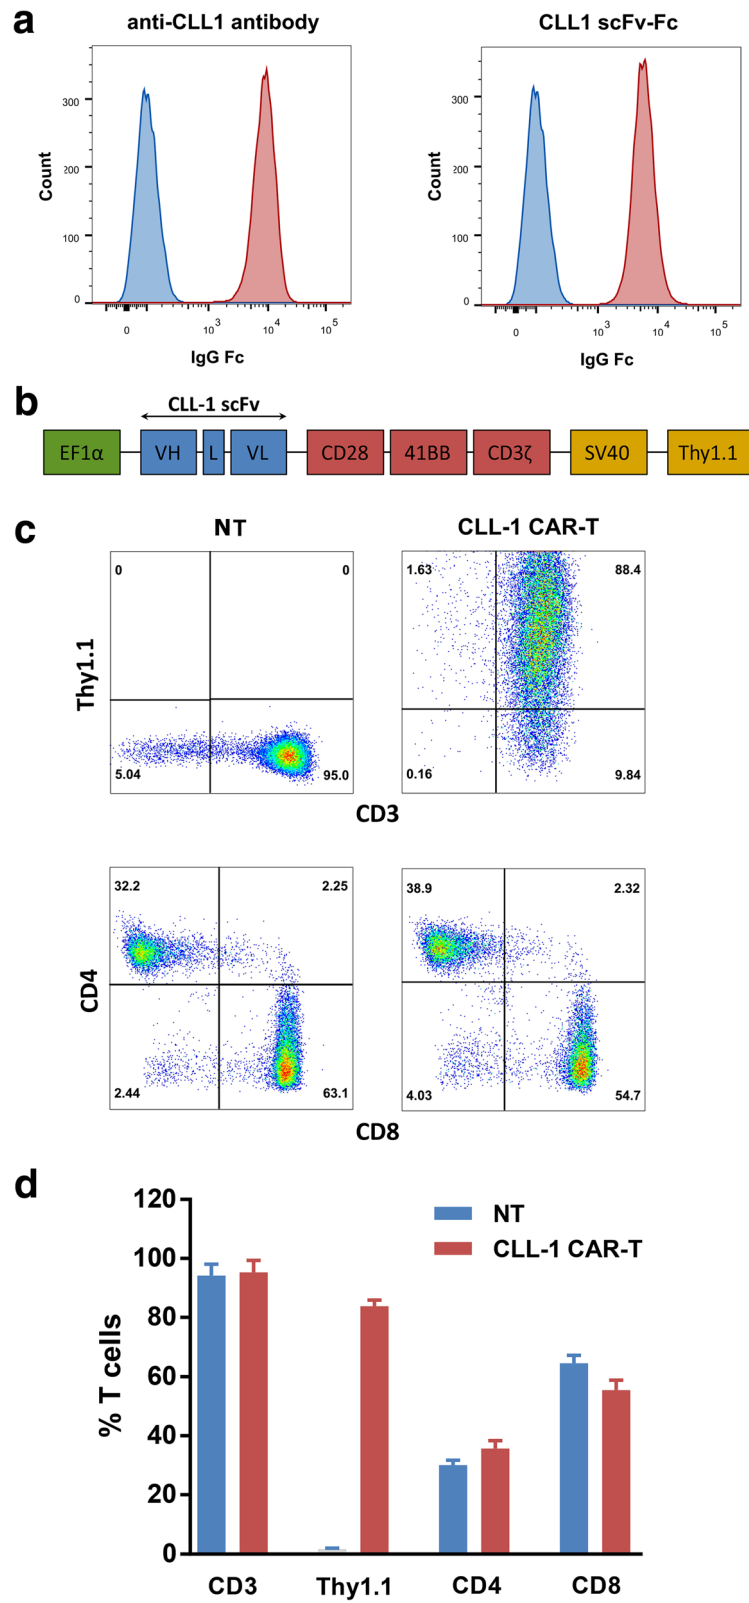 a
anti-CLL1 antibody
CLL1 scFv-Fc
Count
300
200
100
0
0
10³
10⁴
10⁵
IgG Fc
Count
300
200
100
0
0
10³
10⁴
10⁵
IgG Fc
b
CLL-1 scFv
EF1α VH L VL CD28 41BB CD3ζ SV40 Thy1.1
c
NT
CLL-1 CAR-T
Thy1.1
0 0
5.04 95.0
1.63 88.4
0.16 9.84
CD3
CD4
32.2 2.25
2.44 63.1
38.9 2.32
4.03 54.7
CD8
d
% T cells
120
100
80
60
40
20
0
NT
CLL-1 CAR-T
CD3 Thy1.1 CD4 CD8